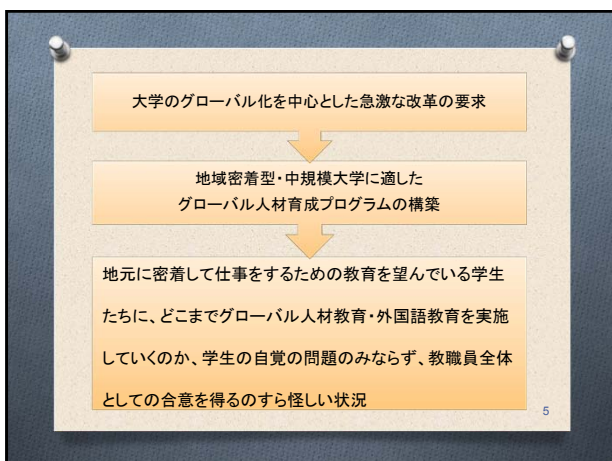 大学のグローバル化を中心とした急激な改革の要求
地域密着型・中規模大学に適した
グローバル人材育成プログラムの構築
地元に密着して仕事をするための教育を望んでいる学生
たちに、どこまでグローバル人材教育・外国語教育を実施
していくのか、学生の自覚の問題のみならず、教職員全体
としての合意を得るのすら怪しい状況
5